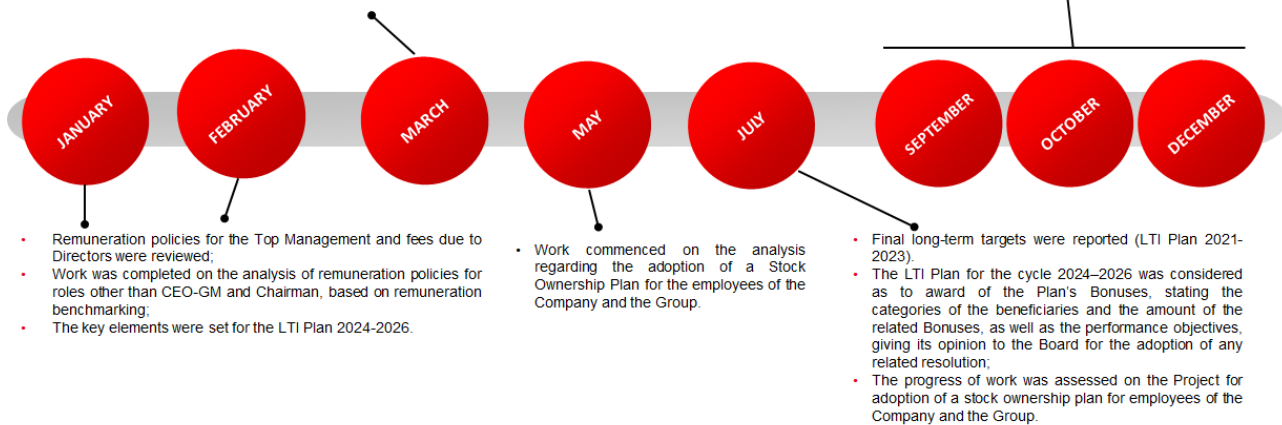 JANUARY
FEBRUARY
MARCH
MAY
JULY
SEPTEMBER
OCTOBER
DECEMBER
• Remuneration policies for the Top Management and fees due to
Directors were reviewed;
• Work was completed on the analysis of remuneration policies for
roles other than CEO-GM and Chairman, based on remuneration
benchmarking;
• The key elements were set for the LTI Plan 2024-2026.
• Work commenced on the analysis
regarding the adoption of a Stock
Ownership Plan for the employees of the
Company and the Group.
• Final long-term targets were reported (LTI Plan 2021-
2023).
• The LTI Plan for the cycle 2024–2026 was considered
as to award of the Plan's Bonuses, stating the
categories of the beneficiaries and the amount of the
related Bonuses, as well as the performance objectives,
giving its opinion to the Board for the adoption of any
related resolution;
• The progress of work was assessed on the Project for
adoption of a stock ownership plan for employees of the
Company and the Group.